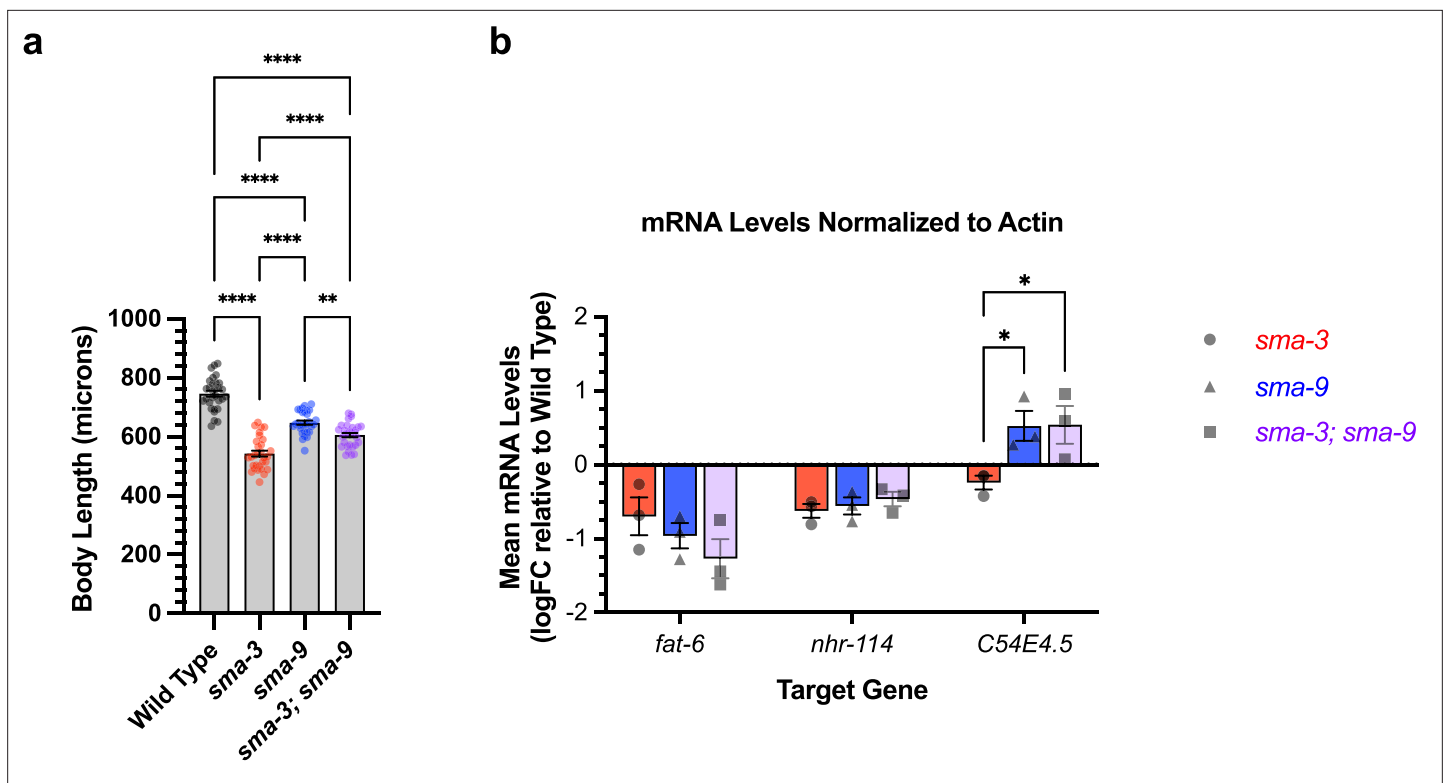 a
b
****
****
****
****
****
**
Body Length (microns)
1000
800
600
400
200
0
Wild Type
sma-3
sma-9
sma-3; sma-9
mRNA Levels Normalized to Actin
Mean mRNA Levels
(logFC relative to Wild Type)
2
1
0
-1
-2
*
*
fat-6
nhr-114
C54E4.5
Target Gene
sma-3
sma-9
sma-3; sma-9